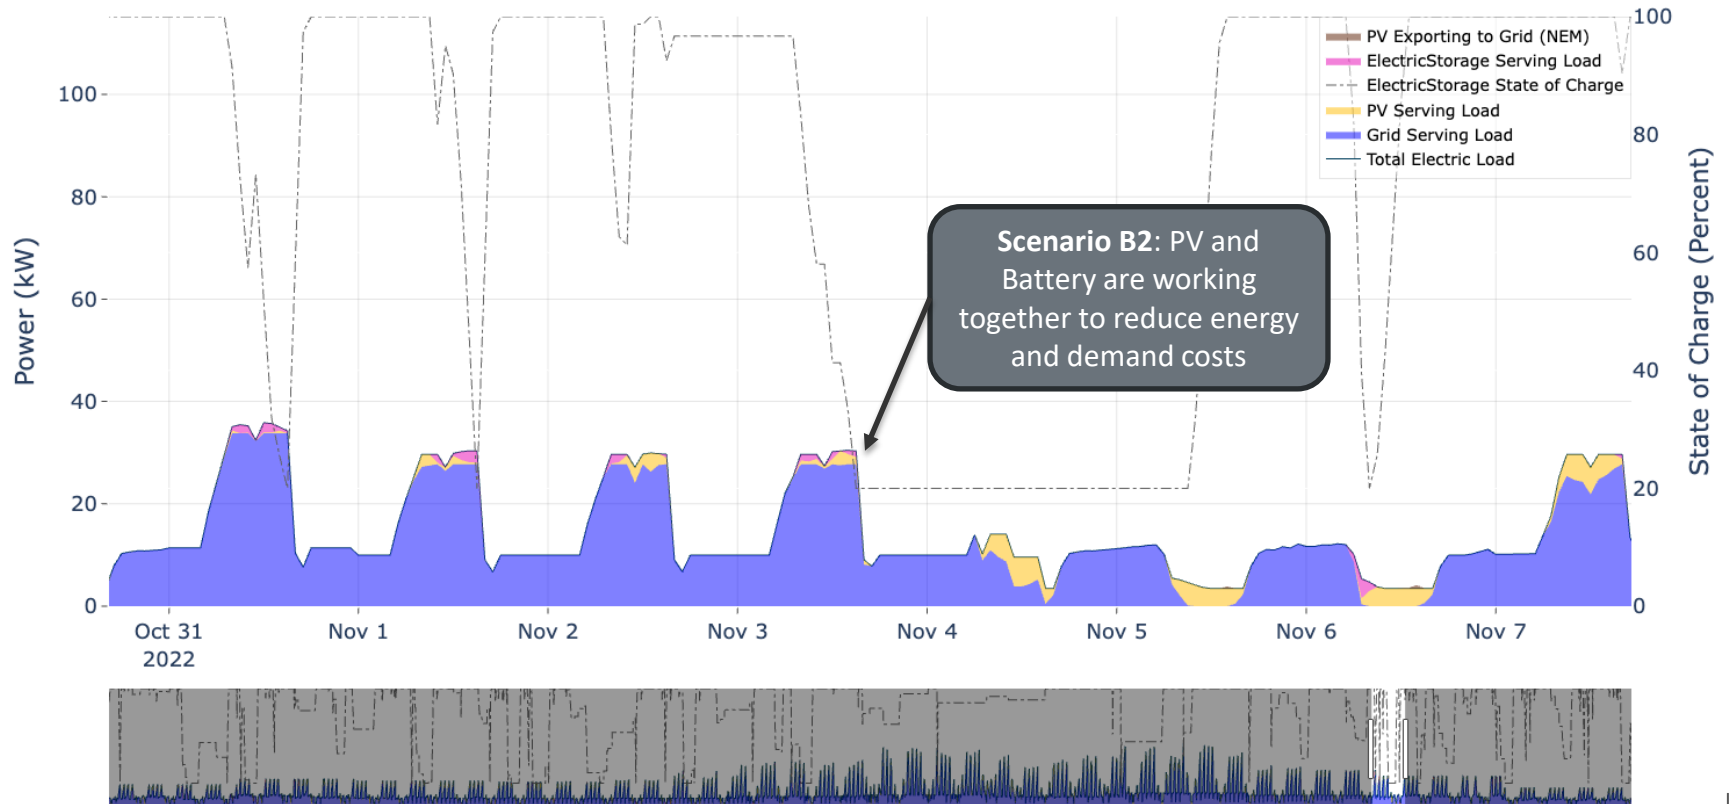 100
80
60
40
20
0
Power (kW)
100
80
60
40
20
0
State of Charge (Percent)
PV Exporting to Grid (NEM)
ElectricStorage Serving Load
ElectricStorage State of Charge
PV Serving Load
Grid Serving Load
Total Electric Load
Scenario B2: PV and
Battery are working
together to reduce energy
and demand costs
Oct 31
2022
Nov 1
Nov 2
Nov 3
Nov 4
Nov 5
Nov 6
Nov 7